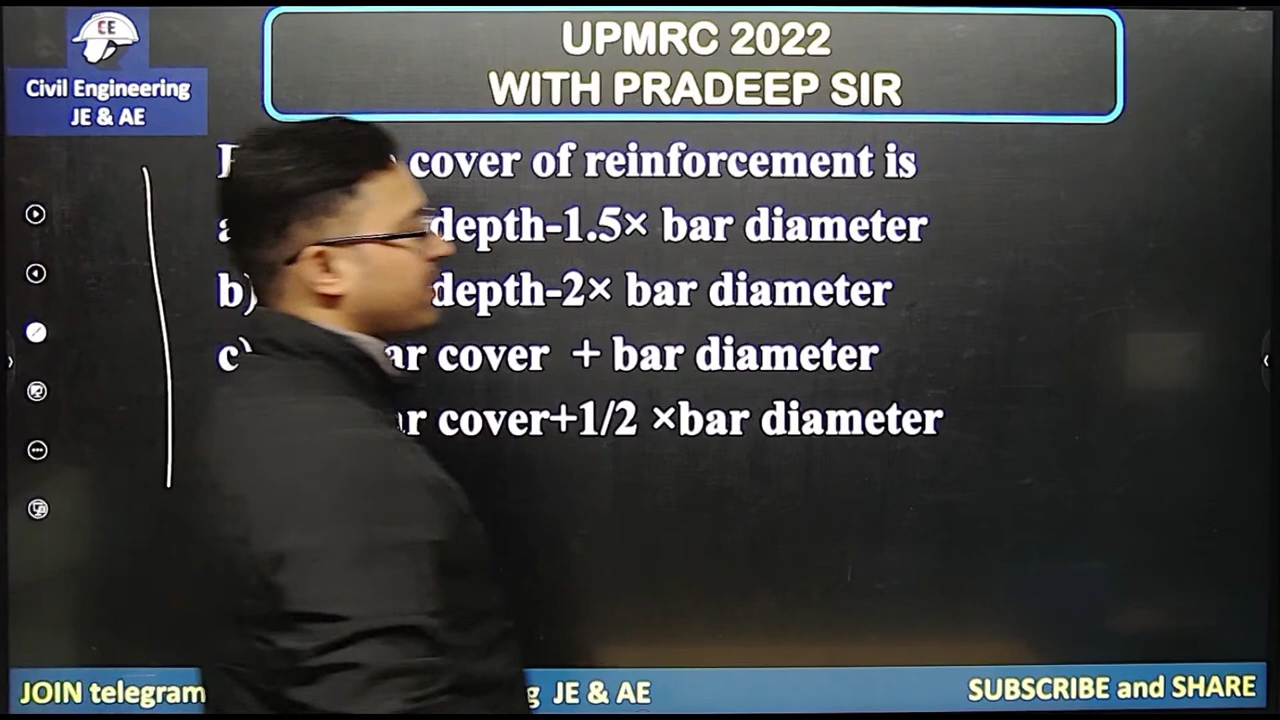 CE
Civil Engineering
JE & AE
UPMRC 2022
WITH PRADEEP SIR
cover of reinforcement is
depth-1.5× bar diameter
b) depth-2× bar diameter
cover + bar diameter
cover+1/2 ×bar diameter
JOIN telegram JE & AE
SUBSCRIBE and SHARE